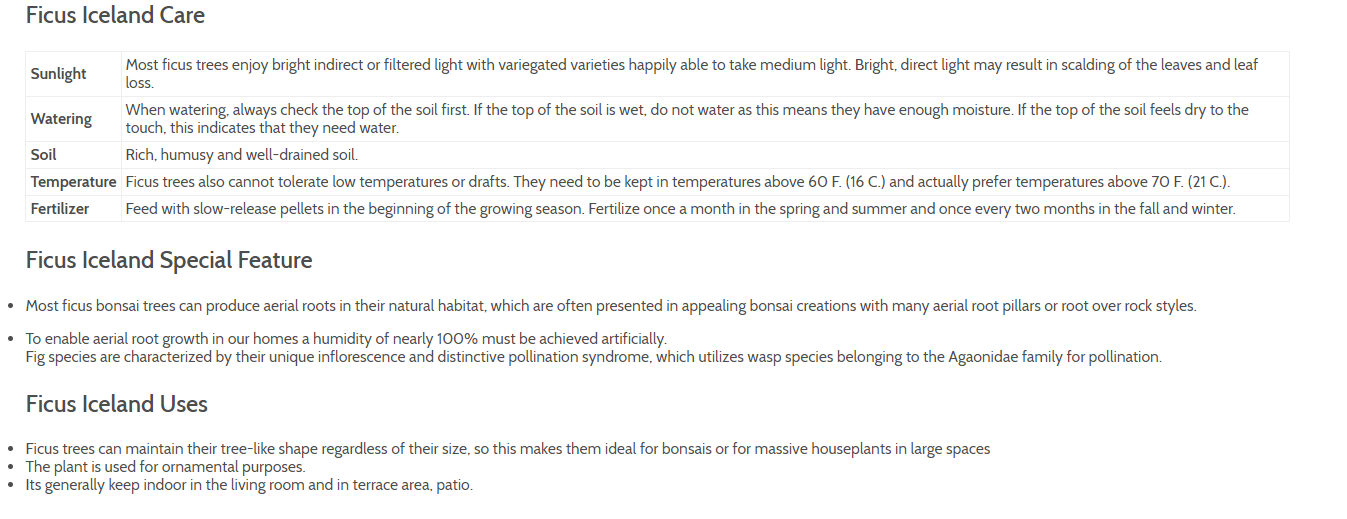 Ficus Iceland Care
Sunlight
Most ficus trees enjoy bright indirect or filtered light with variegated varieties happily able to take medium light. Bright, direct light may result in scalding of the leaves and leaf
loss.
Watering
When watering, always check the top of the soil first. If the top of the soil is wet, do not water as this means they have enough moisture. If the top of the soil feels dry to the
touch, this indicates that they need water.
Soil
Rich, humusy and well-drained soil.
Temperature
Ficus trees also cannot tolerate low temperatures or drafts. They need to be kept in temperatures above 60 F. (16 C.) and actually prefer temperatures above 70 F. (21 C.).
Fertilizer
Feed with slow-release pellets in the beginning of the growing season. Fertilize once a month in the spring and summer and once every two months in the fall and winter.
Ficus Iceland Special Feature
• Most ficus bonsai trees can produce aerial roots in their natural habitat, which are often presented in appealing bonsai creations with many aerial root pillars or root over rock styles.
• To enable aerial root growth in our homes a humidity of nearly 100% must be achieved artificially.
Fig species are characterized by their unique inflorescence and distinctive pollination syndrome, which utilizes wasp species belonging to the Agaonidae family for pollination.
Ficus Iceland Uses
• Ficus trees can maintain their tree-like shape regardless of their size, so this makes them ideal for bonsais or for massive houseplants in large spaces
• The plant is used for ornamental purposes.
• Its generally keep indoor in the living room and in terrace area, patio.